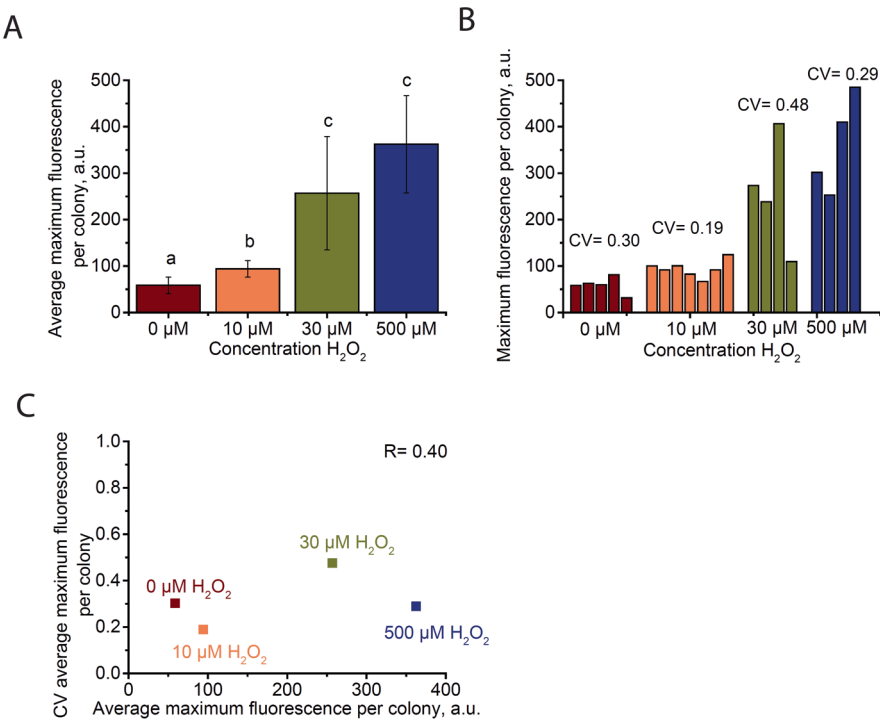 A
Average maximum fluorescence
per colony, a.u.
500
400
300
200
100
0
a
b
c
c
0 µM
10 µM
30 µM
500 µM
Concentration H₂O₂
B
Maximum fluorescence per colony, a.u.
500
400
300
200
100
0
CV= 0.30
CV= 0.19
CV= 0.48
CV= 0.29
0 µM
10 µM
30 µM
500 µM
Concentration H₂O₂
C
CV average maximum fluorescence
per colony
1.0
0.8
0.6
0.4
0.2
0.0
R= 0.40
30 µM H₂O₂
0 µM H₂O₂
10 µM H₂O₂
500 µM H₂O₂
0
100
200
300
400
Average maximum fluorescence per colony, a.u.